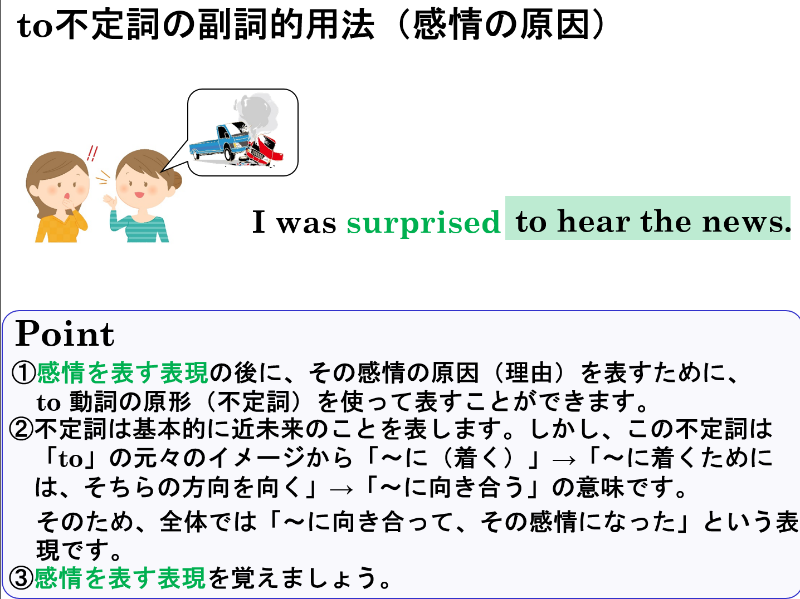 to不定詞の副詞的用法（感情の原因）
!!
I was surprised to hear the news.
Point
①感情を表す表現の後に、その感情の原因（理由）を表すために、
to 動詞の原形（不定詞）を使って表すことができます。
②不定詞は基本的に近未来のことを表します。しかし、この不定詞は
「to」の元々のイメージから「〜に（着く）」→「〜に着くために
は、そちらの方向を向く」→「〜に向き合う」の意味です。
そのため、全体では「〜に向き合って、その感情になった」という表
現です。
③感情を表す表現を覚えましょう。